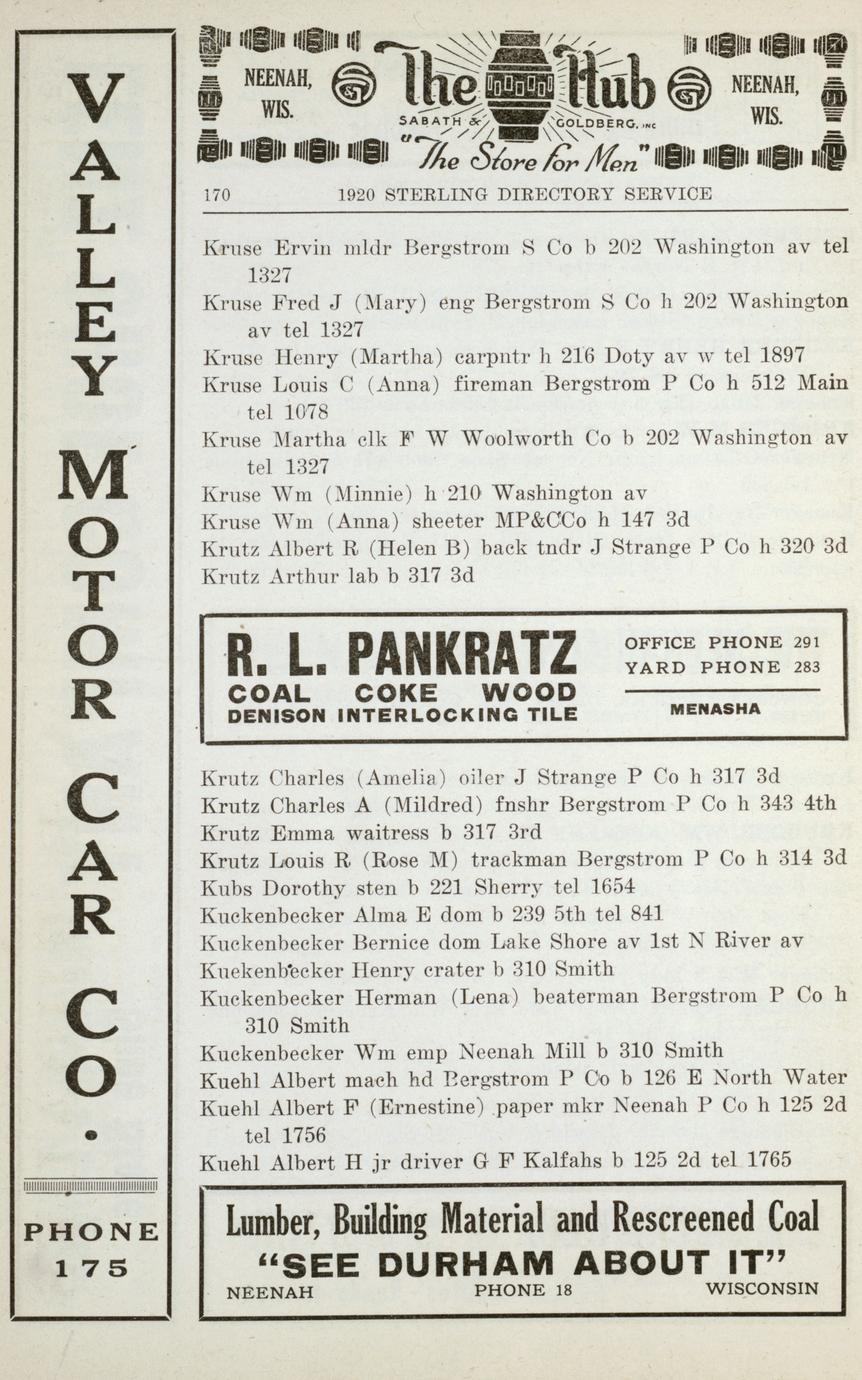 VALLEY MOTOR CAR CO.
PHONE
175
NEENAH,
WIS.
The Hub
SABATH & GOLDBERG, INC
"The Store for Men"
NEENAH,
WIS.
170 1920 STERLING DIRECTORY SERVICE
Kruse Ervin mldr Bergstrom S Co b 202 Washington av tel
1327
Kruse Fred J (Mary) eng Bergstrom S Co h 202 Washington
av tel 1327
Kruse Henry (Martha) carpntr h 216 Doty av w tel 1897
Kruse Louis C (Anna) fireman Bergstrom P Co h 512 Main
tel 1078
Kruse Martha clk F W Woolworth Co b 202 Washington av
tel 1327
Kruse Wm (Minnie) h 210 Washington av
Kruse Wm (Anna) sheeter MP&CCo h 147 3d
Krutz Albert R (Helen B) back tndr J Strange P Co h 320 3d
Krutz Arthur lab b 317 3d
R. L. PANKRATZ
COAL COKE WOOD
DENISON INTERLOCKING TILE
OFFICE PHONE 291
YARD PHONE 283
MENASHA
Krutz Charles (Amelia) oiler J Strange P Co h 317 3d
Krutz Charles A (Mildred) fnshr Bergstrom P Co h 343 4th
Krutz Emma waitress b 317 3rd
Krutz Louis R (Rose M) trackman Bergstrom P Co h 314 3d
Kubs Dorothy sten b 221 Sherry tel 1654
Kuckenbecker Alma E dom b 239 5th tel 841
Kuckenbecker Bernice dom Lake Shore av 1st N River av
Kuekenbecker Henry crater b 310 Smith
Kuckenbecker Herman (Lena) beaterman Bergstrom P Co h
310 Smith
Kuckenbecker Wm emp Neenah Mill b 310 Smith
Kuehl Albert mach hd Bergstrom P Co b 126 E North Water
Kuehl Albert F (Ernestine) paper mkr Neenah P Co h 125 2d
tel 1756
Kuehl Albert H jr driver G F Kalfahs b 125 2d tel 1765
Lumber, Building Material and Rescreened Coal
"SEE DURHAM ABOUT IT"
NEENAH PHONE 18 WISCONSIN